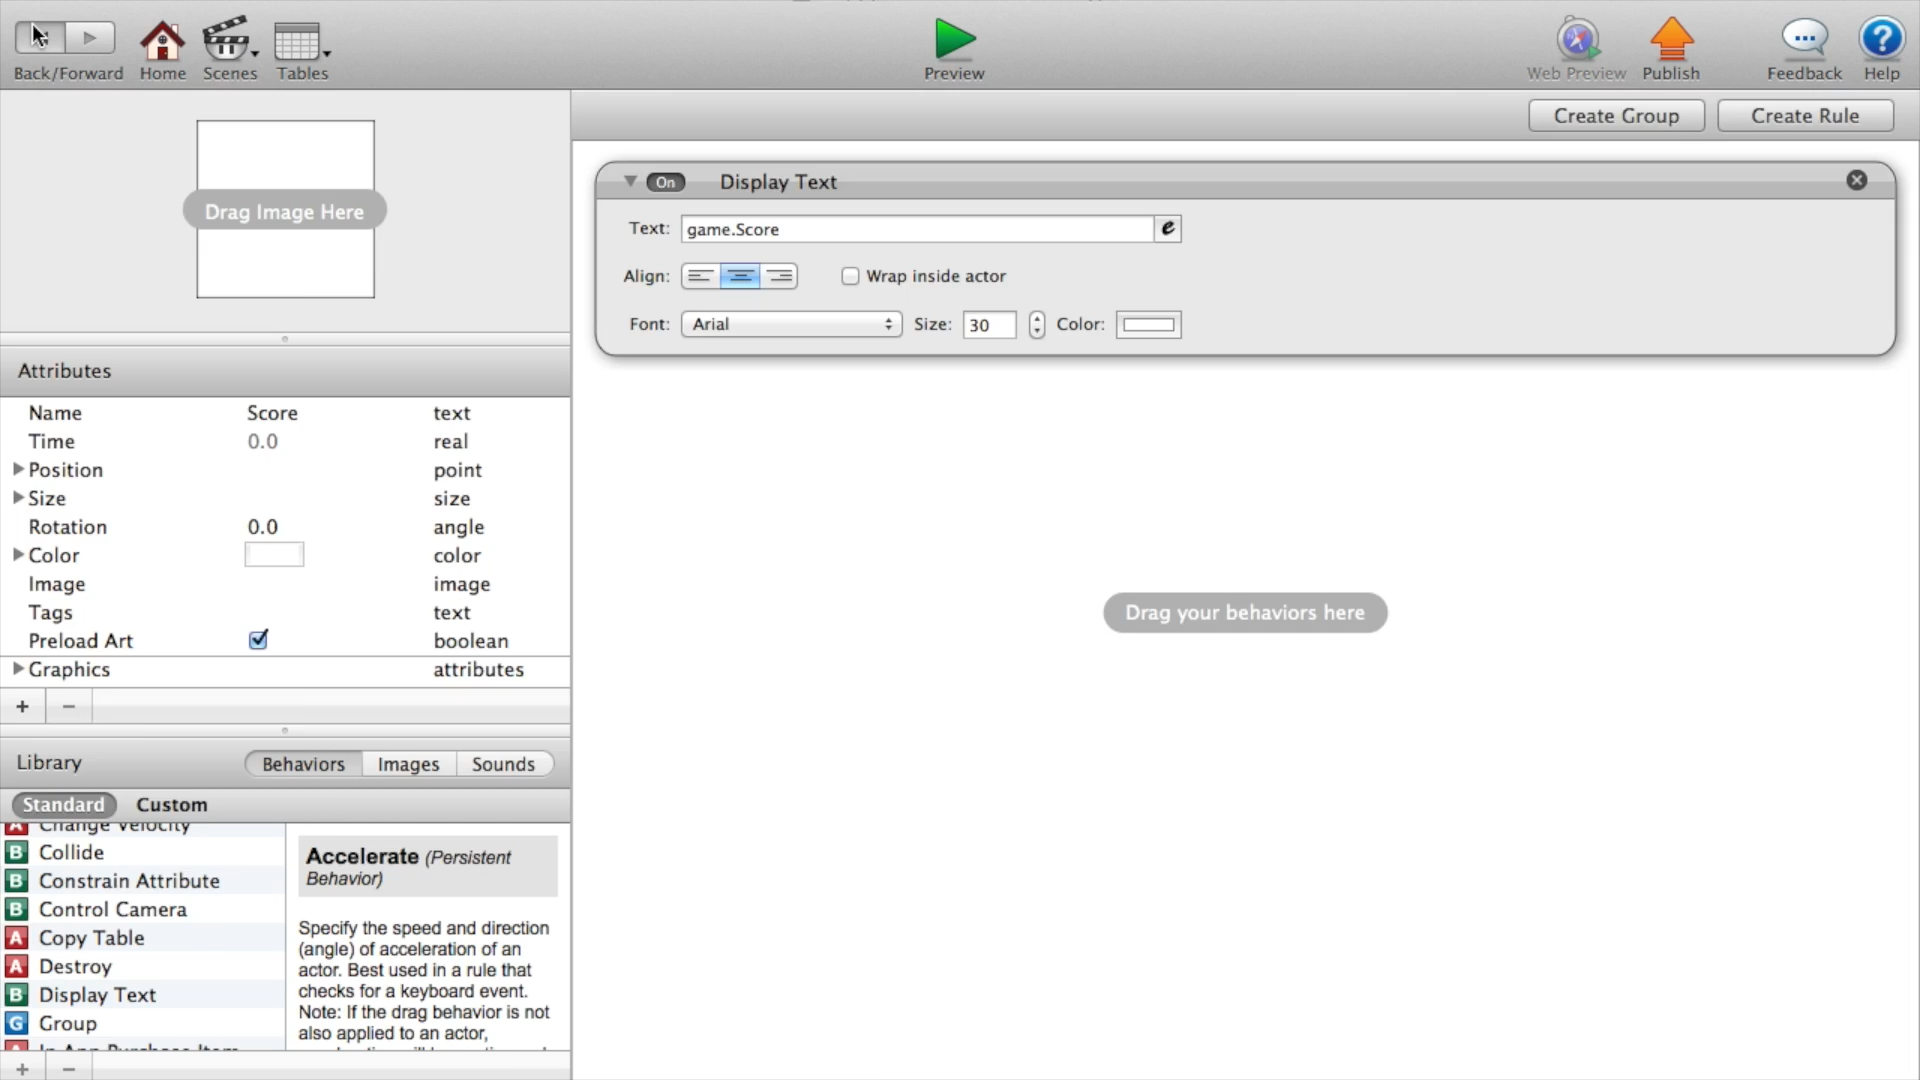 Back/Forward
Home
Scenes
Tables
Preview
Web Preview
Publish
Feedback
Help
Create Group
Create Rule
Drag Image Here
On
Display Text
Text:
game.Score
e
Align:
Wrap inside actor
Font:
Arial
Size:
30
Color:
Attributes
Name Score text
Time 0.0 real
Position point
Size size
Rotation 0.0 angle
Color color
Image image
Tags text
Preload Art boolean
Graphics attributes
+ −
Drag your behaviors here
Library
Behaviors
Images
Sounds
Standard
Custom
A Change Velocity
B Collide
B Constrain Attribute
B Control Camera
A Copy Table
A Destroy
B Display Text
G Group
In App Purchase Item
Accelerate (Persistent
Behavior)
Specify the speed and direction
(angle) of acceleration of an
actor. Best used in a rule that
checks for a keyboard event.
Note: If the drag behavior is not
also applied to an actor,
+ −